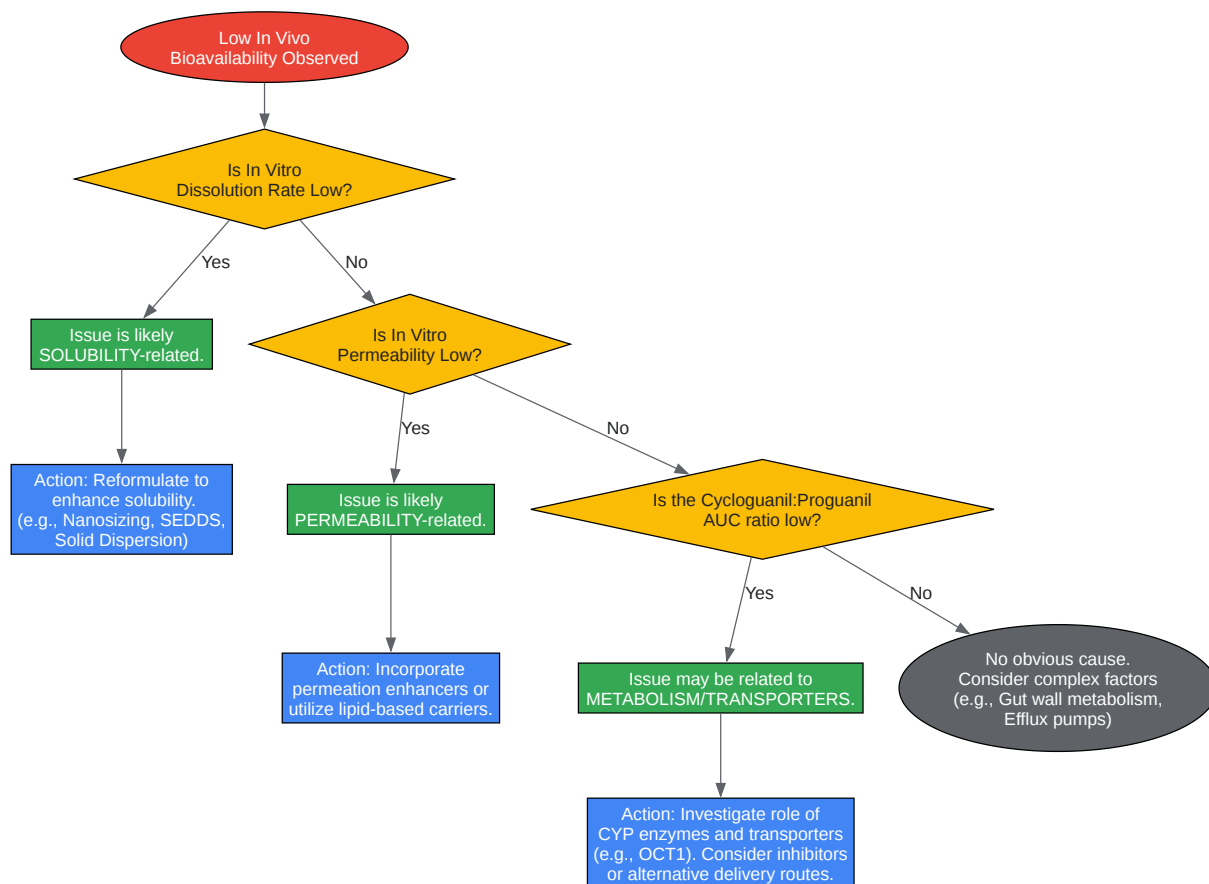 Low In Vivo
Bioavailability Observed
Is In Vitro
Dissolution Rate Low?
Yes
No
Issue is likely
SOLUBILITY-related.
Is In Vitro
Permeability Low?
Action: Reformulate to
enhance solubility.
(e.g., Nanosizing, SEDDS,
Solid Dispersion)
Yes
No
Issue is likely
PERMEABILITY-related.
Is the Cycloguanil:Proguanil
AUC ratio low?
Action: Incorporate
permeation enhancers or
utilize lipid-based carriers.
Yes
No
Issue may be related to
METABOLISM/TRANSPORTERS.
No obvious cause.
Consider complex factors
(e.g., Gut wall metabolism,
Efflux pumps)
Action: Investigate role of
CYP enzymes and transporters
(e.g., OCT1). Consider inhibitors
or alternative delivery routes.